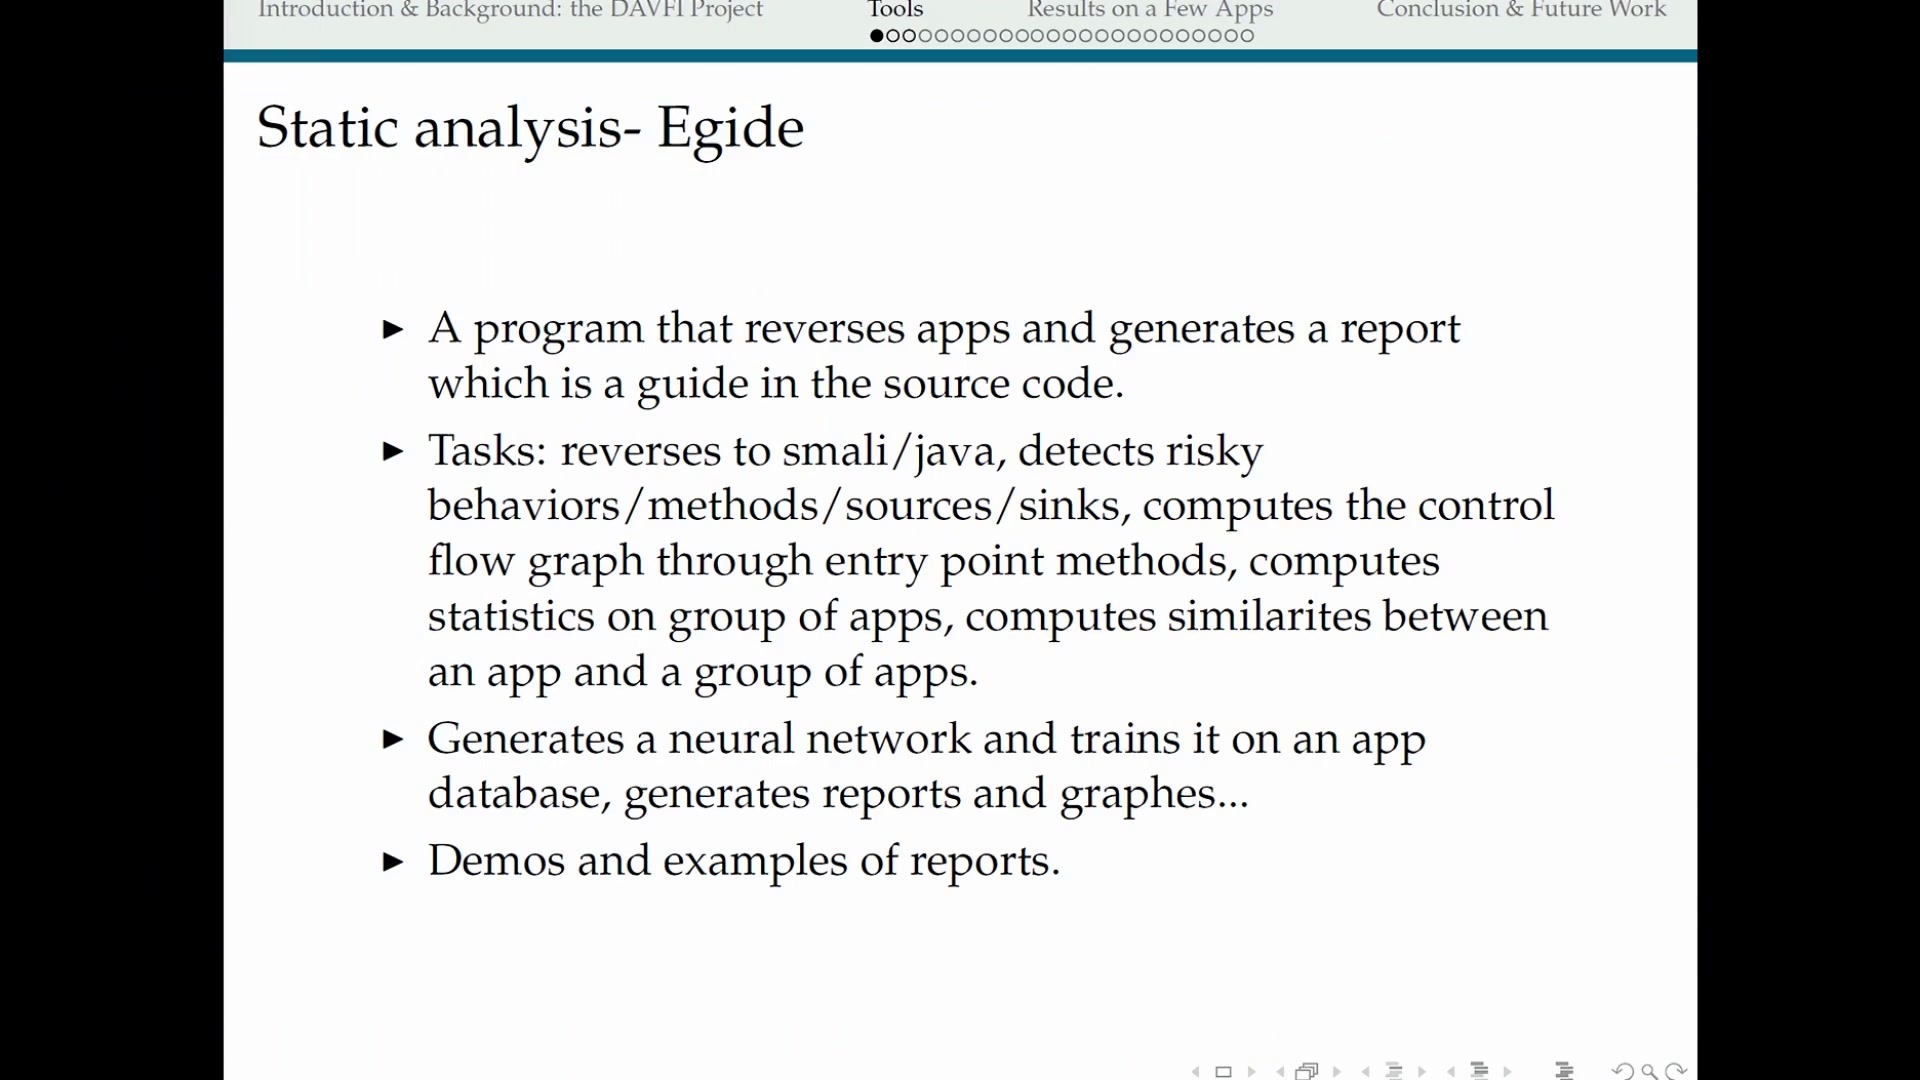 Introduction & Background: the DAVFI Project Tools Results on a Few Apps Conclusion & Future Work
Static analysis- Egide
A program that reverses apps and generates a report
which is a guide in the source code.
Tasks: reverses to smali/java, detects risky
behaviors/methods/sources/sinks, computes the control
flow graph through entry point methods, computes
statistics on group of apps, computes similarites between
an app and a group of apps.
Generates a neural network and trains it on an app
database, generates reports and graphes...
Demos and examples of reports.